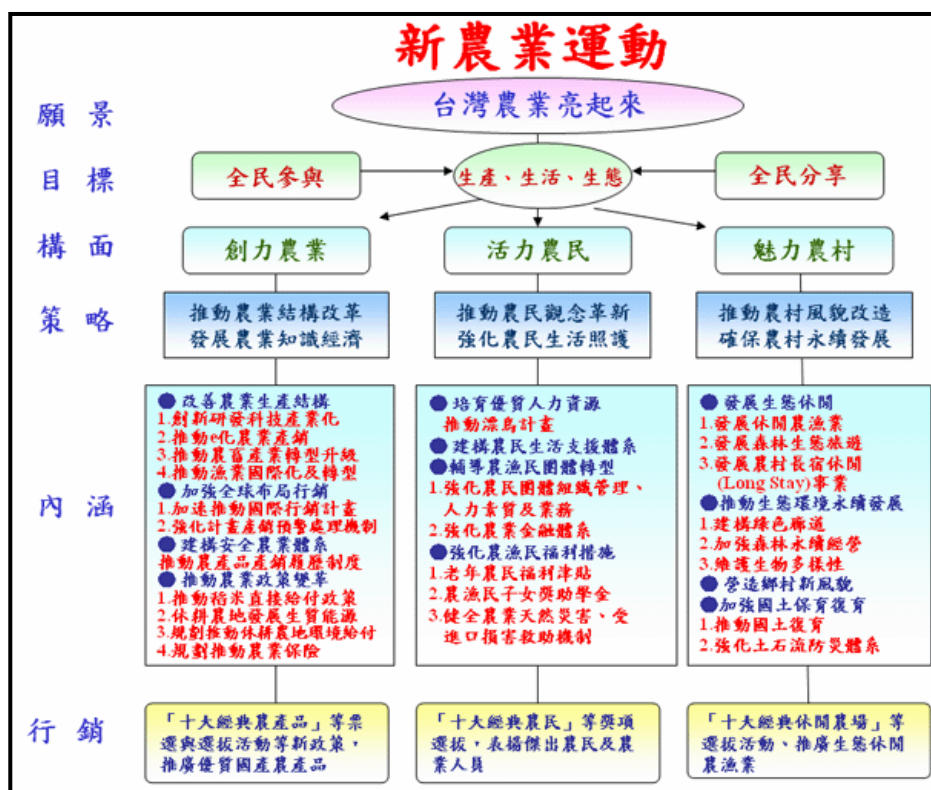 新農業運動
願景
台灣農業亮起來
目標
全民參與
生產、生活、生態
全民分享
構面
創力農業
活力農民
魅力農村
策略
推動農業結構改革
發展農業知識經濟
推動農民觀念革新
強化農民生活照護
推動農村風貌改造
確保農村永續發展
內涵
●改善農業生產結構
1.創新研發科技產業化
2.推動e化農業產銷
3.推動農畜產業轉型升級
4.推動漁業國際化及轉型
●加強全球布局行銷
1.加速推動國際行銷計畫
2.強化計畫產銷預警處理機制
●建構安全農業體系
推動農產品產銷履歷制度
●推動農業政策變革
1.推動稻米直接給付政策
2.休耕農地發展生質能源
3.規劃推動休耕農地環境給付
4.規劃推動農業保險
●培育優質人力資源
推動漂鳥計畫
●建構農民生活支援體系
●輔導農漁民團體轉型
1.強化農民團體組織管理、
人力素質及業務
2.強化農業金融體系
●強化農漁民福利措施
1.老年農民福利津貼
2.農漁民子女獎助學金
3.健全農業天然災害、受
進口損害救助機制
●發展生態休閒
1.發展休閒農漁業
2.發展森林生態旅遊
3.發展農村長宿休閒
(Long Stay)事業
●推動生態環境永續發展
1.建構綠色廊道
2.加強森林永續經營
3.維護生物多樣性
●營造鄉村新風貌
●加強國土保育復育
1.推動國土復育
2.強化土石流防災體系
行銷
「十大經典農產品」等票
選與選拔活動等新政策，
推廣優質國產農產品
「十大經典農民」等獎項
選拔，表揚傑出農民及農
業人員
「十大經典休閒農場」等
選拔活動、推廣生態休閒
農漁業